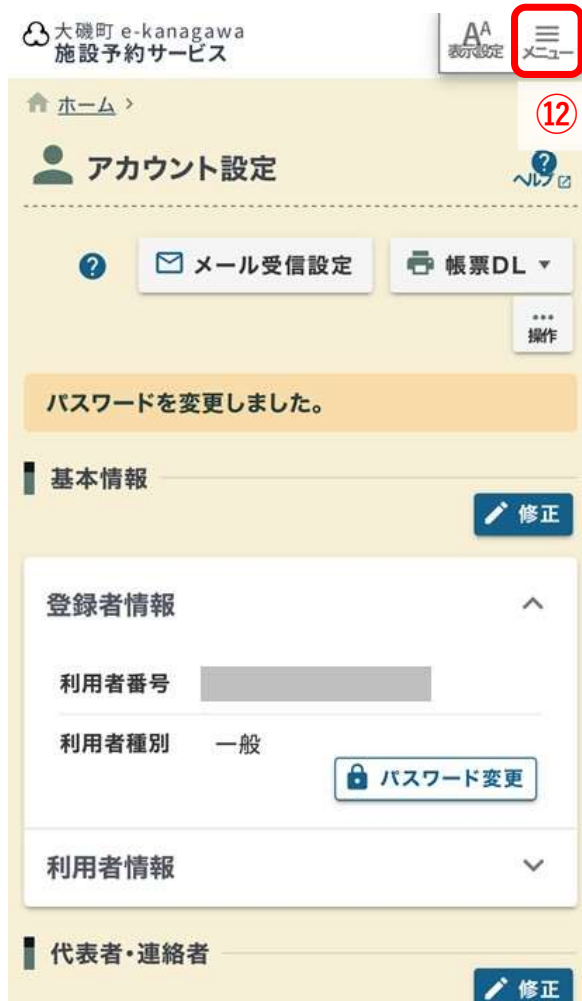 大磯町 e-kanagawa
施設予約サービス
AA
表示設定
メニュー
ホーム >
⑫
アカウント設定
?
ヘルプ
?
メール受信設定
帳票DL ▼
...
操作
パスワードを変更しました。
基本情報
修正
登録者情報
利用者番号
利用者種別 一般
パスワード変更
利用者情報
代表者・連絡者
修正